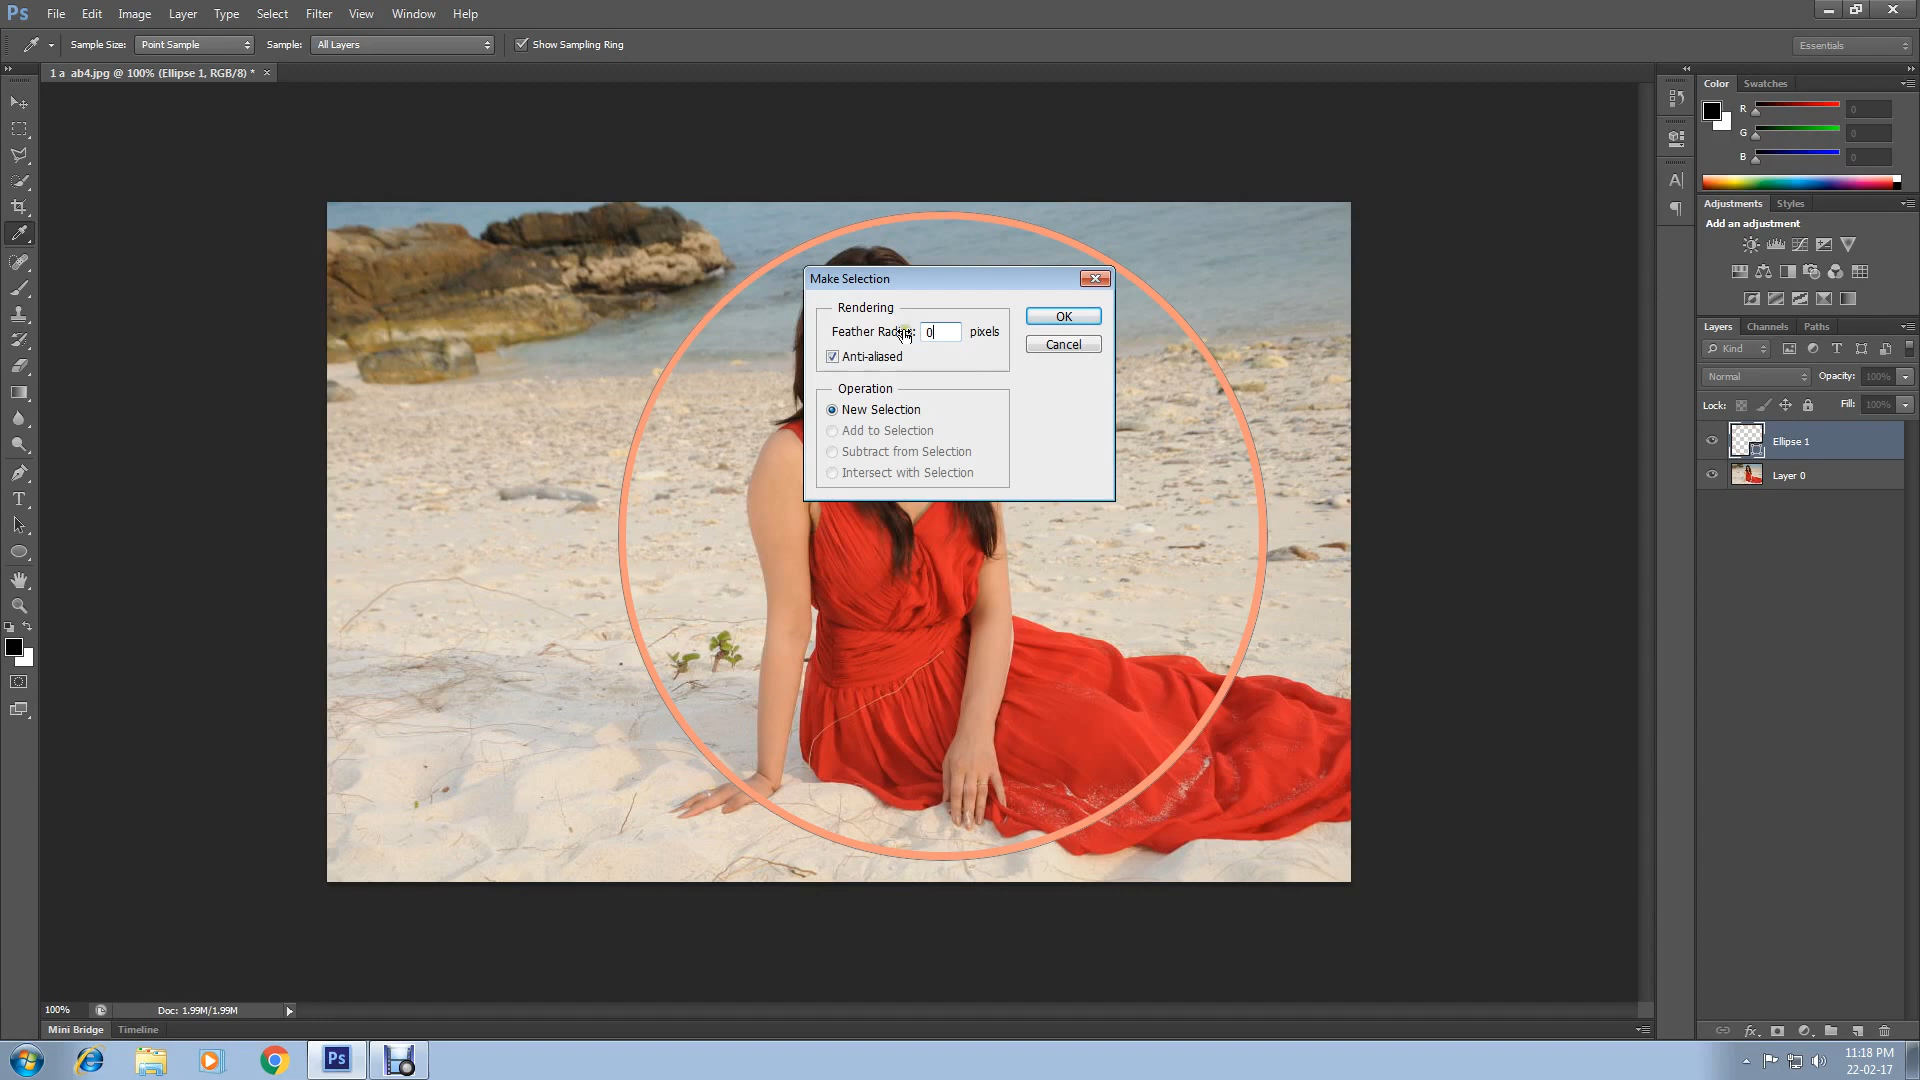 Ps File Edit Image Layer Type Select Filter View Window Help
Sample Size: Point Sample Sample: All Layers Show Sampling Ring Essentials
1 a ab4.jpg @ 100% (Ellipse 1, RGB/8) * ×
Color Swatches
R 0
G 0
B 0
Adjustments Styles
Add an adjustment
Make Selection
Rendering
Feather Radius: 0 pixels
Anti-aliased
OK
Cancel
Operation
New Selection
Add to Selection
Subtract from Selection
Intersect with Selection
Layers Channels Paths
Kind
Normal Opacity: 100%
Lock: Fill: 100%
Ellipse 1
Layer 0
100% Doc: 1.99M/1.99M
Mini Bridge Timeline
Ps
11:18 PM
22-02-17